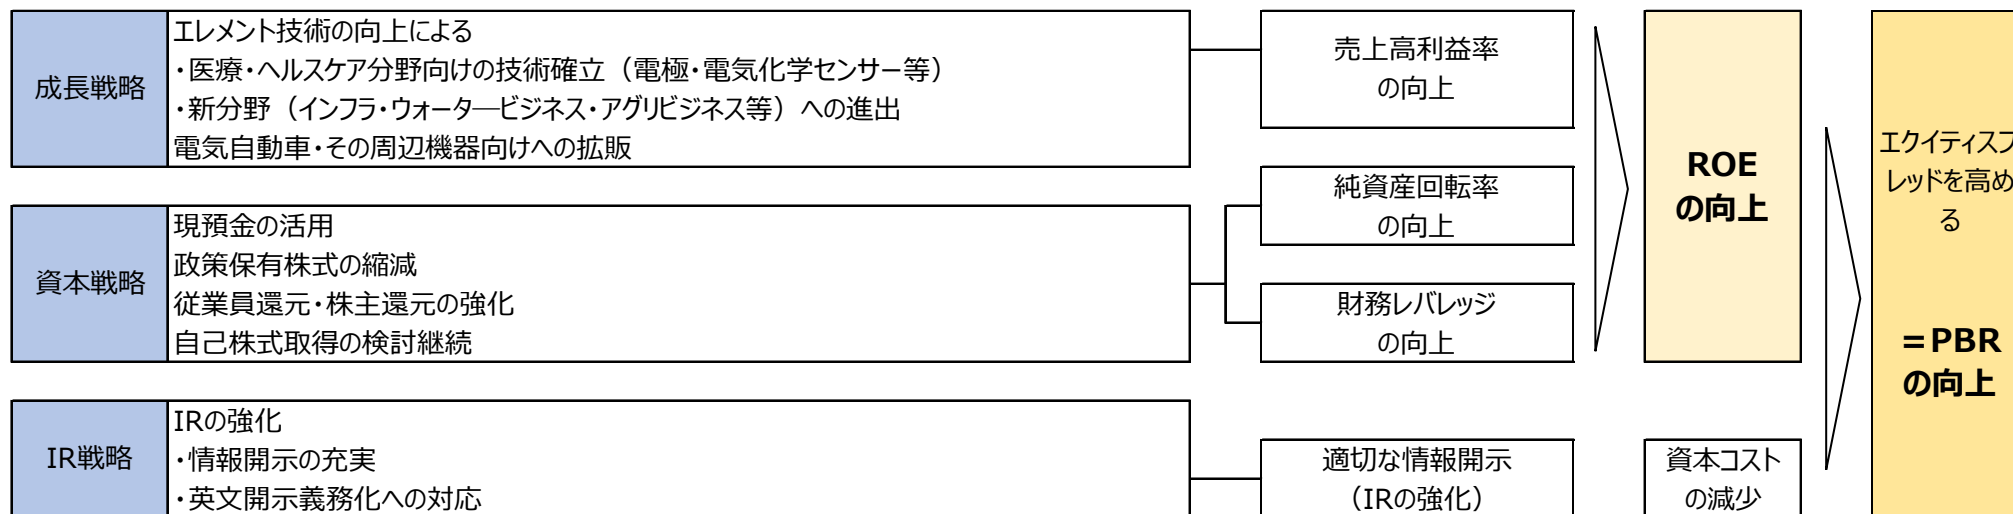 成長戦略
エレメント技術の向上による
・医療・ヘルスケア分野向けの技術確立（電極・電気化学センサー等）
・新分野（インフラ・ウォータ―ビジネス・アグリビジネス等）への進出
電気自動車・その周辺機器向けへの拡販
売上高利益率
の向上
資本戦略
現預金の活用
政策保有株式の縮減
従業員還元・株主還元の強化
自己株式取得の検討継続
純資産回転率
の向上
財務レバレッジ
の向上
ROE
の向上
IR戦略
IRの強化
・情報開示の充実
・英文開示義務化への対応
適切な情報開示
（IRの強化）
資本コスト
の減少
エクイティスプ
レッドを高め
る
＝PBR
の向上